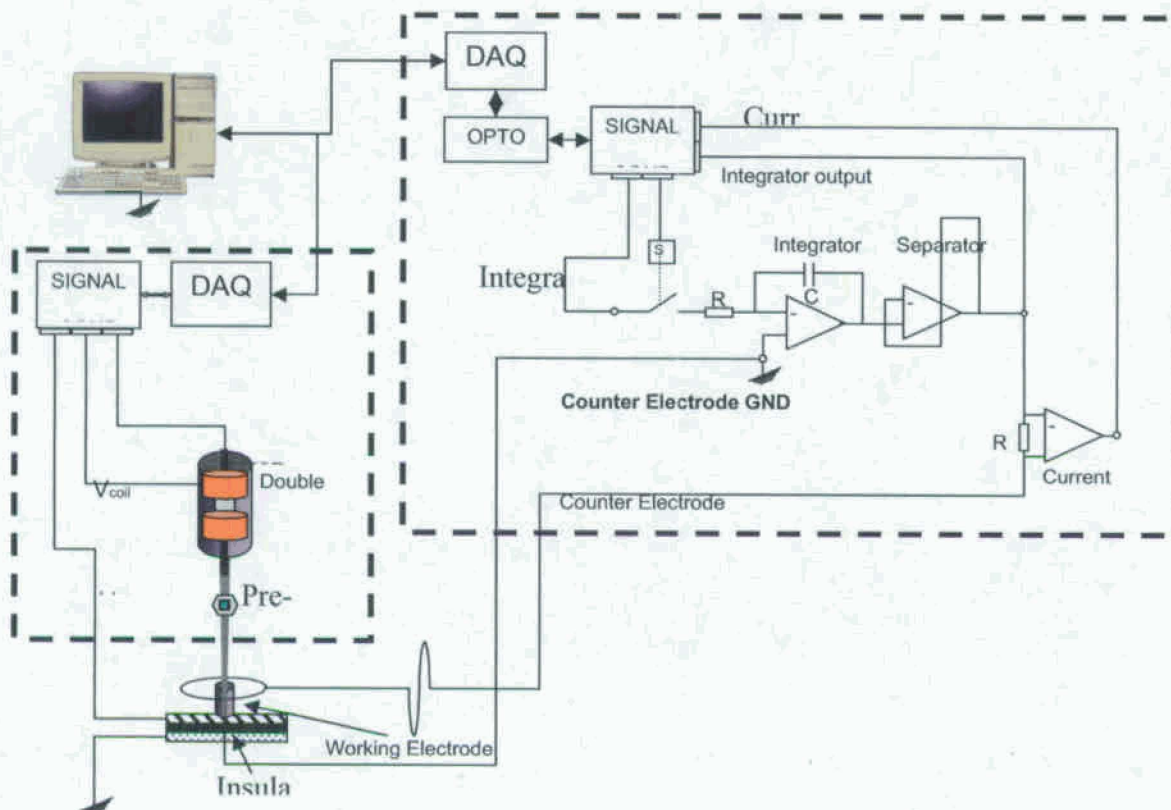 DAQ
OPTO
SIGNAL
Curr
Integrator output
S
Integra
R
Integrator
C
Separator
-
-
Counter Electrode GND
R
-
Current
Counter Electrode
SIGNAL
DAQ
Vcoil
Double
Pre-
Working Electrode
Insula